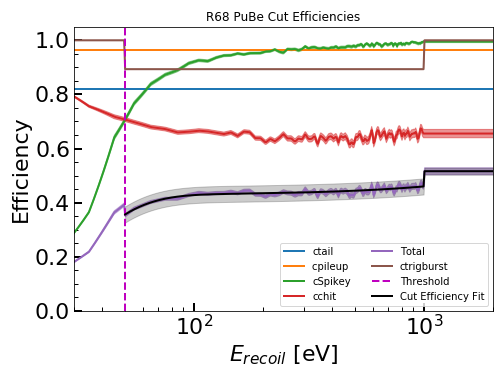 R68 PuBe Cut Efficiencies
1.0
0.8
0.6
0.4
0.2
0.0
Efficiency
ctail
cpileup
cSpikey
cchit
Total
ctrigburst
Threshold
Cut Efficiency Fit
10² 10³
E_recoil [eV]